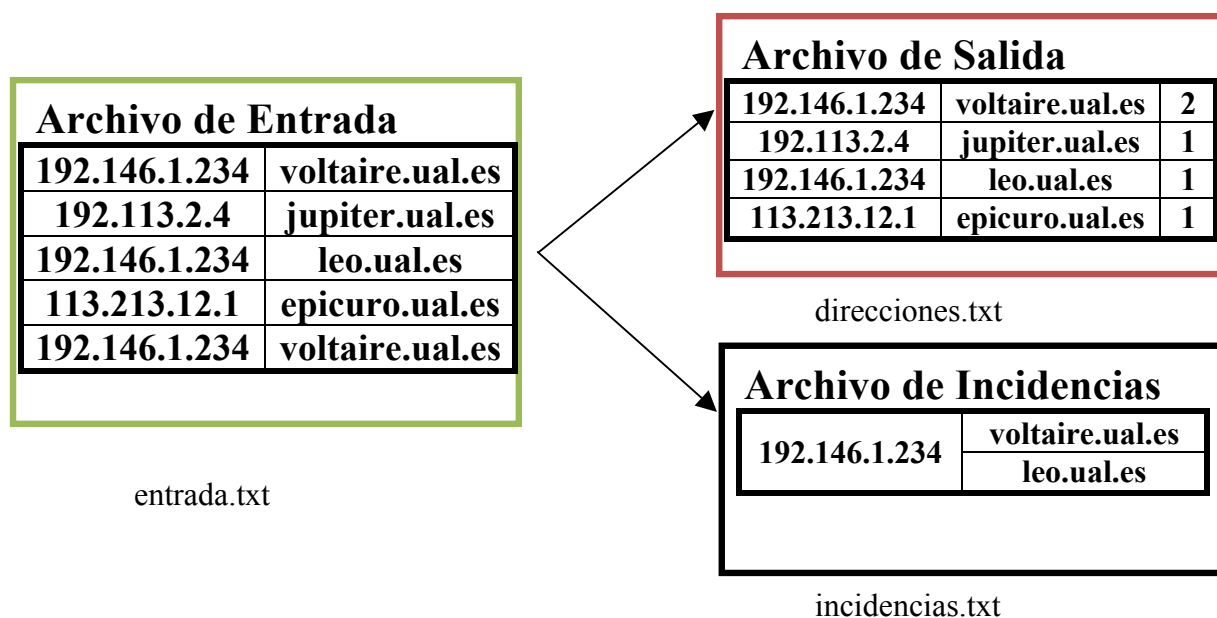 Archivo de Entrada
192.146.1.234 voltaire.ual.es
192.113.2.4 jupiter.ual.es
192.146.1.234 leo.ual.es
113.213.12.1 epicuro.ual.es
192.146.1.234 voltaire.ual.es
entrada.txt
Archivo de Salida
192.146.1.234 voltaire.ual.es 2
192.113.2.4 jupiter.ual.es 1
192.146.1.234 leo.ual.es 1
113.213.12.1 epicuro.ual.es 1
direcciones.txt
Archivo de Incidencias
192.146.1.234 voltaire.ual.es
leo.ual.es
incidencias.txt